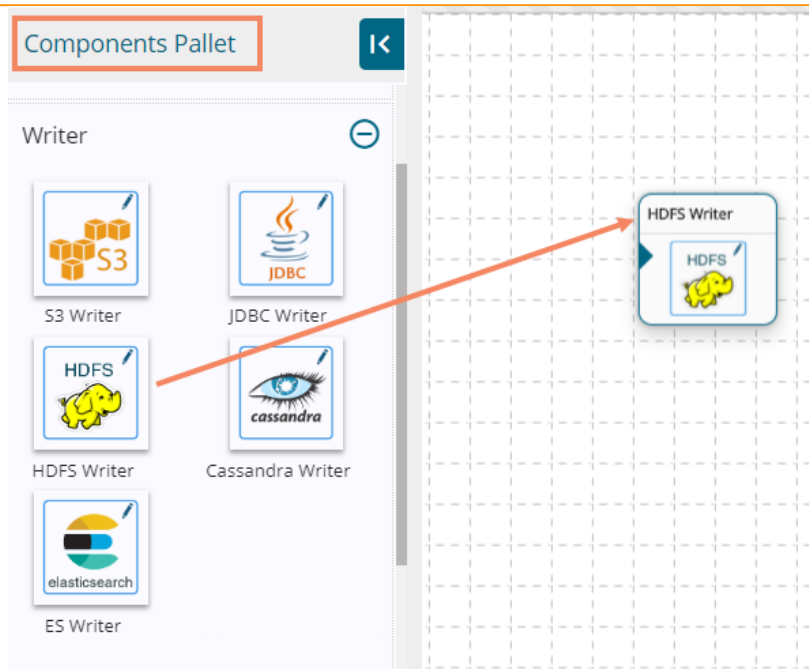 Components Pallet
Writer
S3
S3 Writer
JDBC
JDBC Writer
HDFS
HDFS Writer
cassandra
Cassandra Writer
elasticsearch
ES Writer
HDFS Writer
HDFS